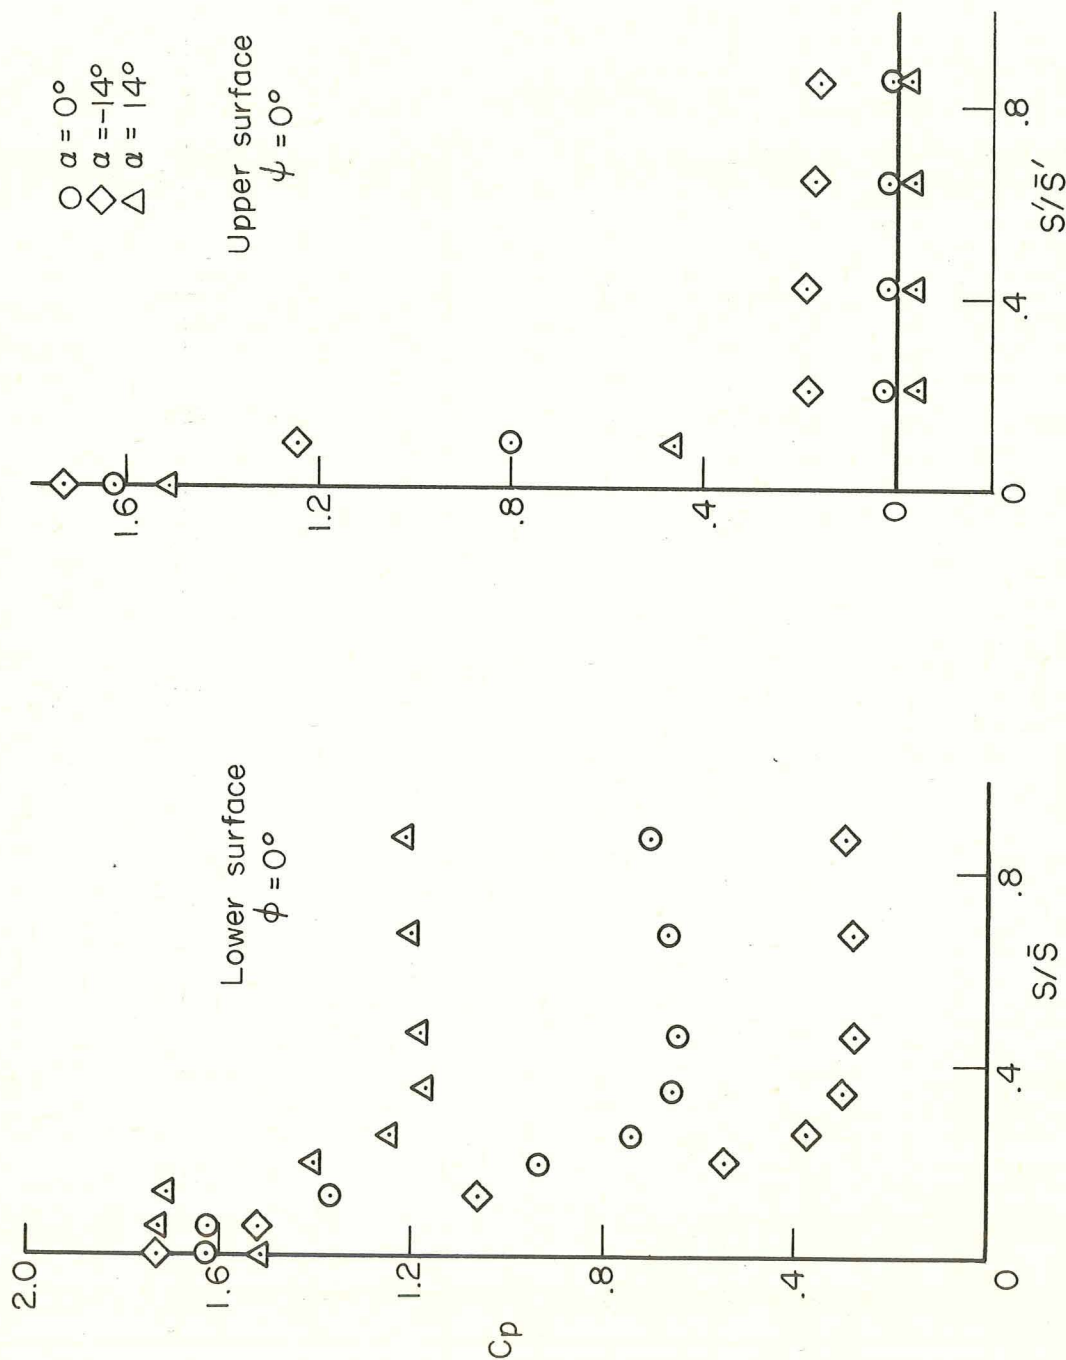 ○ α = 0°
◇ α = -14°
△ α = 14°
Lower surface
ϕ = 0°
Upper surface
ψ = 0°
2.0
1.6
1.2
.8
.4
0
Cp
.4
.8
S/S̄
1.6
1.2
.8
.4
0
0
.4
.8
S′/S̄′